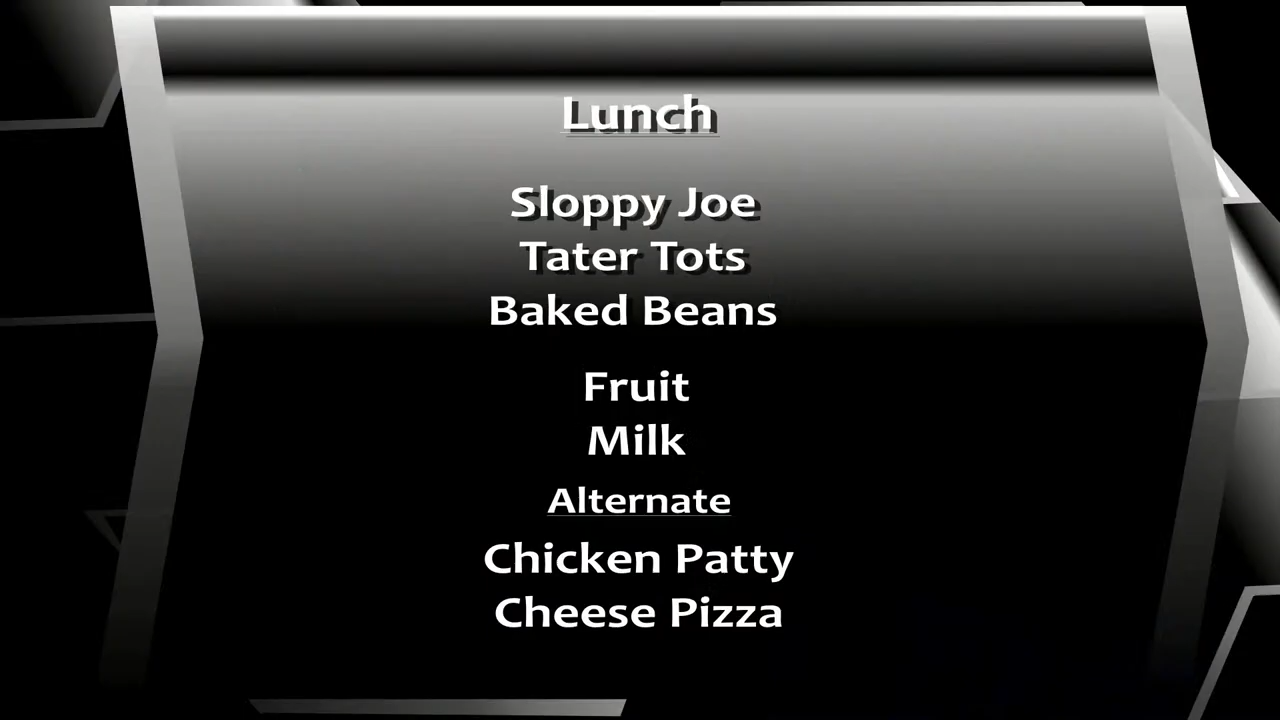 Lunch
Sloppy Joe
Tater Tots
Baked Beans
Fruit
Milk
Alternate
Chicken Patty
Cheese Pizza